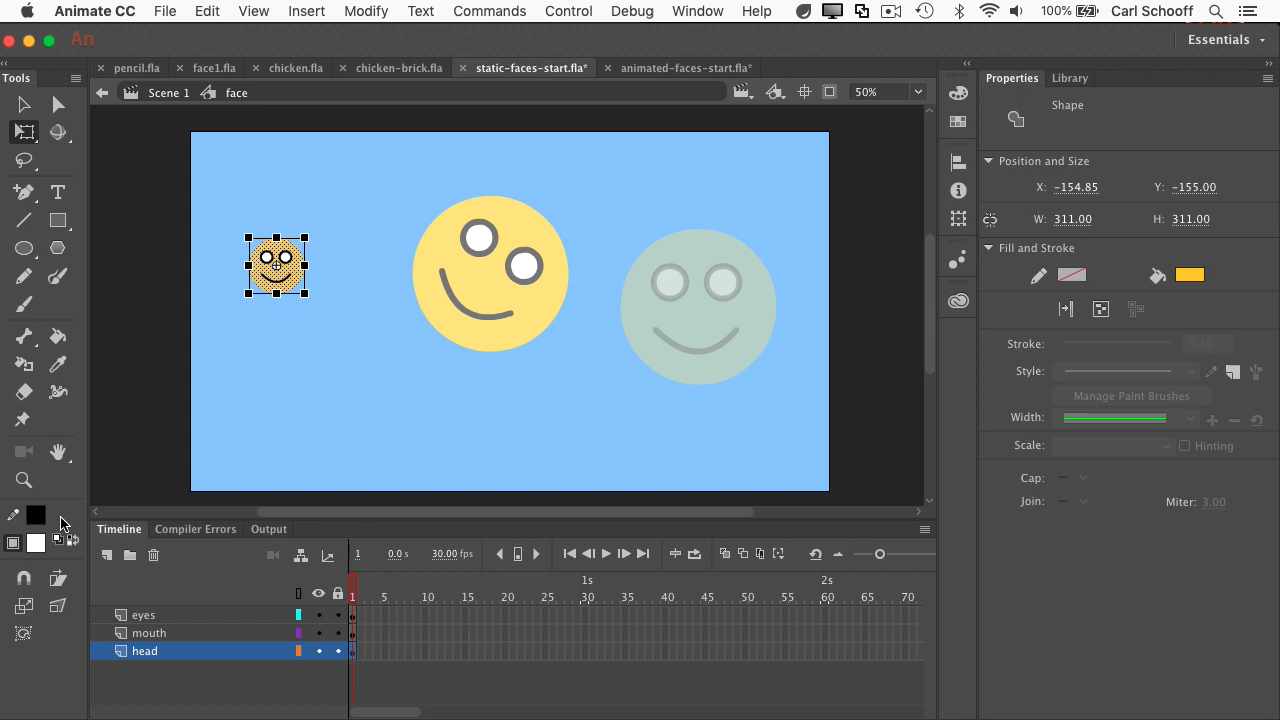 Animate CC File Edit View Insert Modify Text Commands Control Debug Window Help 100% Carl Schooff
An Essentials
Tools pencil.fla face1.fla chicken.fla chicken-brick.fla static-faces-start.fla* animated-faces-start.fla* Properties Library
Scene 1 face 50%
Shape
Position and Size
X: -154.85 Y: -155.00
W: 311.00 H: 311.00
Fill and Stroke
Stroke: 0.10
Style:
Manage Paint Brushes
Width:
Scale: Hinting
Cap:
Join: Miter: 3.00
Timeline Compiler Errors Output
1 0.0 s 30.00 fps
1s 2s
1 5 10 15 20 25 30 35 40 45 50 55 60 65 70
eyes
mouth
head